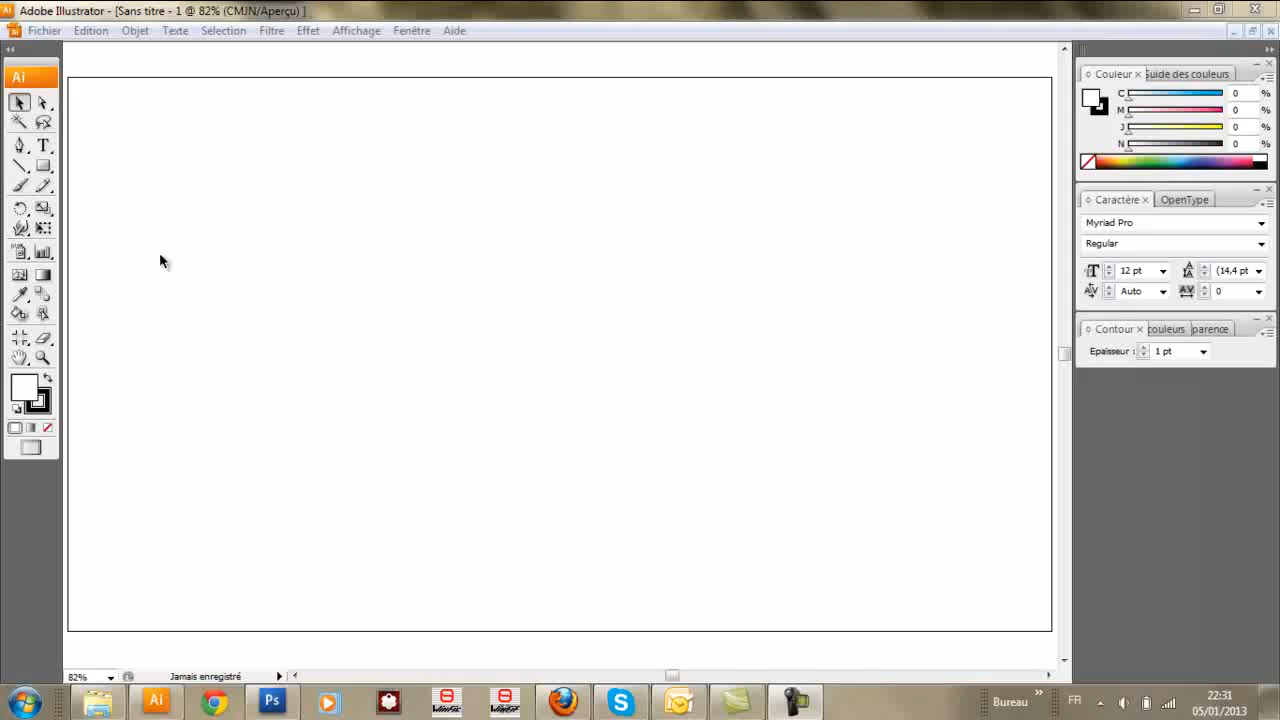 Adobe Illustrator - [Sans titre - 1 @ 82% (CMJN/Aperçu) ]
Fichier Edition Objet Texte Sélection Filtre Effet Affichage Fenêtre Aide
Ai
T
Couleur Guide des couleurs
C 0 %
M 0 %
J 0 %
N 0 %
Caractère OpenType
Myriad Pro
Regular
12 pt (14,4 pt
Auto 0
Contour couleurs parence
Epaisseur : 1 pt
82% Jamais enregistré
Ai Ps S Bureau » FR 22:31
05/01/2013